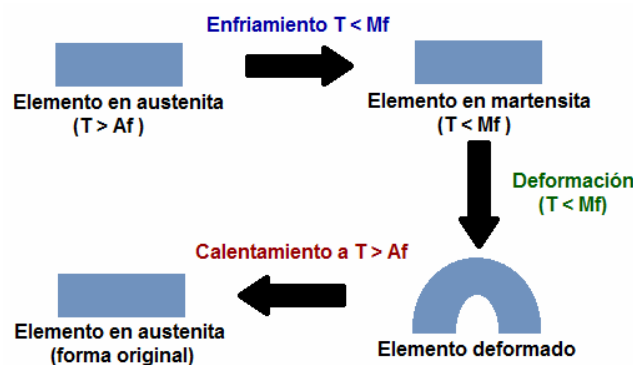 Enfriamiento T < Mf
Elemento en austenita
(T > Af )
Elemento en martensita
(T < Mf )
Deformación
(T < Mf)
Calentamiento a T > Af
Elemento en austenita
(forma original)
Elemento deformado